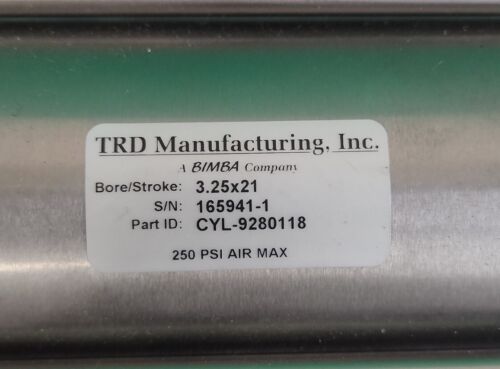 TRD Manufacturing, Inc.
A BIMBA Company
Bore/Stroke: 3.25x21
S/N: 165941-1
Part ID: CYL-9280118
250 PSI AIR MAX